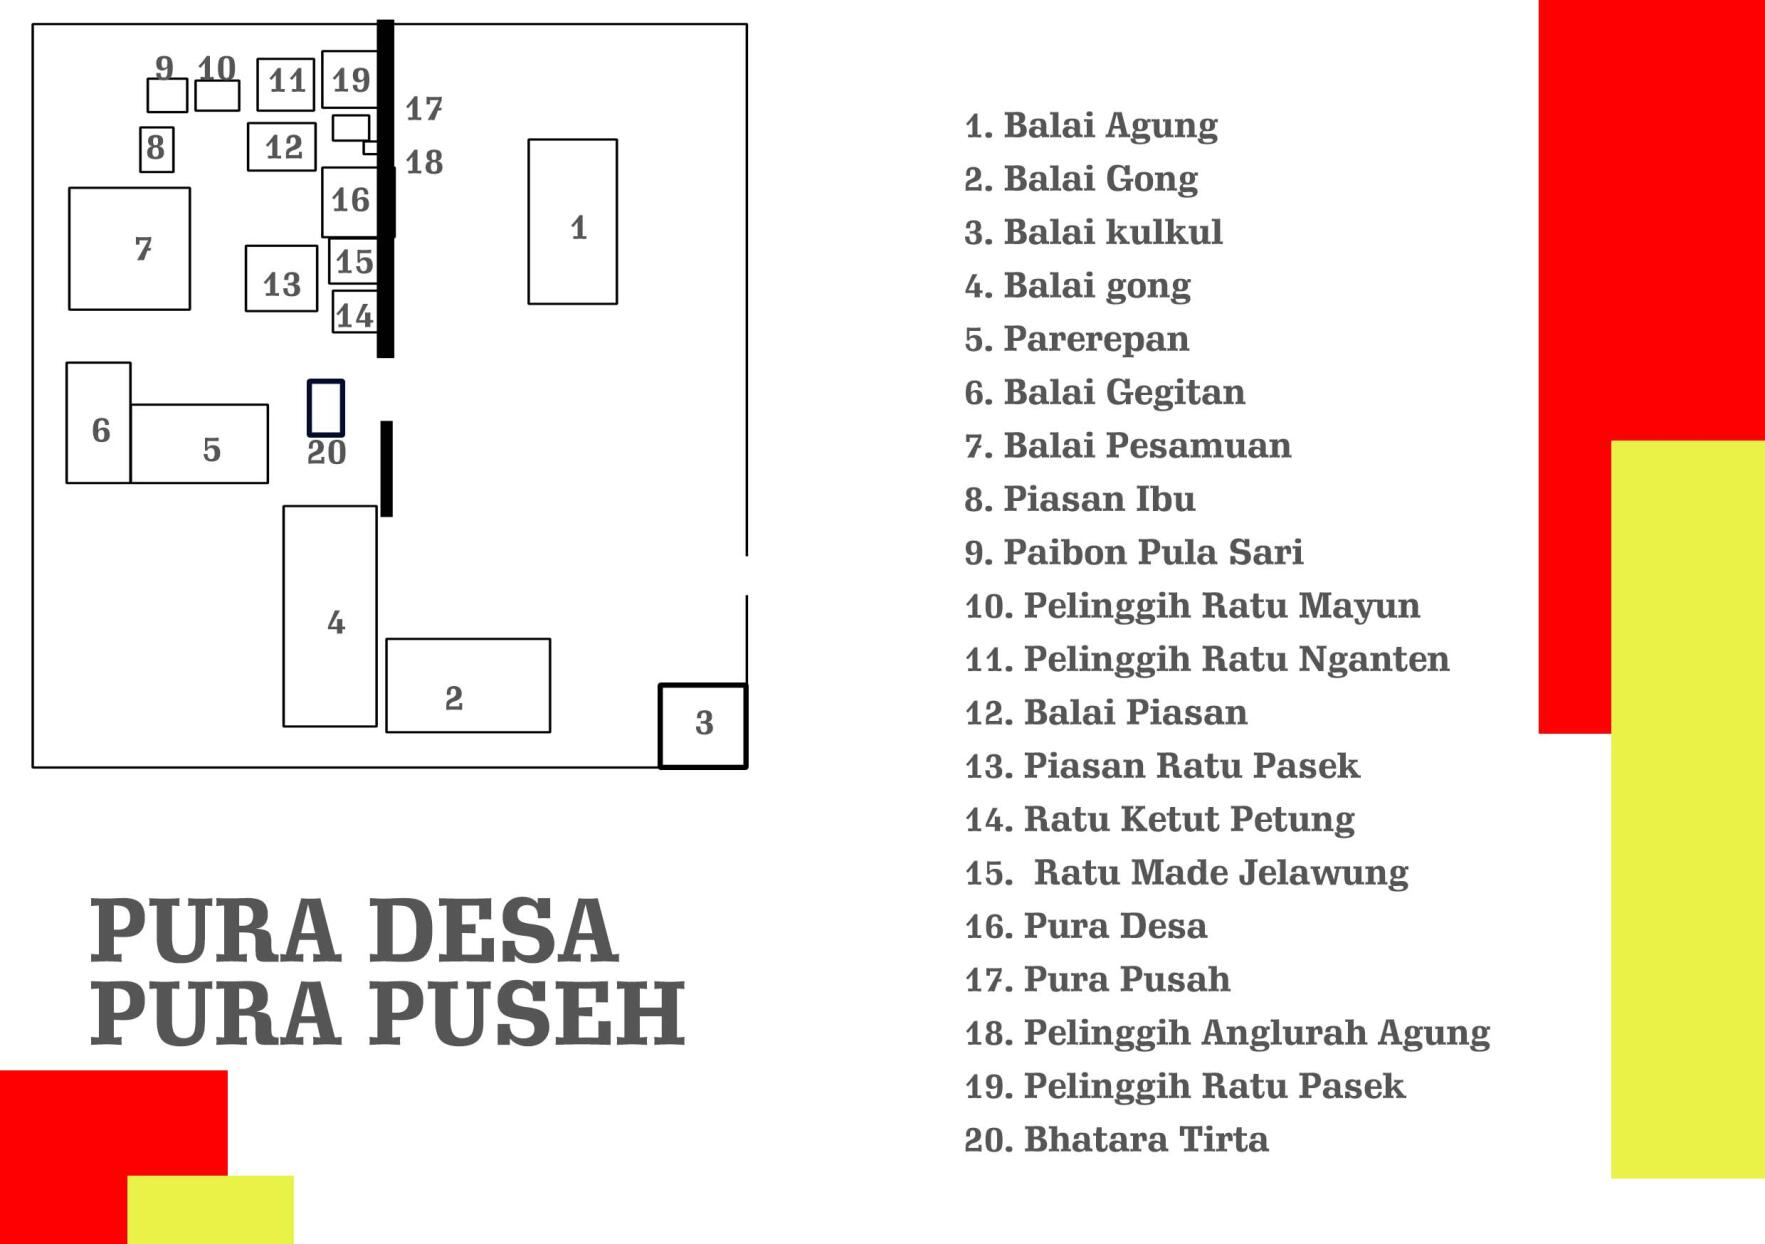 9 10 11 19
17
8 12 18
16
7 1
15
13
14
6 5 20
4
2
3
PURA DESA
PURA PUSEH
1. Balai Agung
2. Balai Gong
3. Balai kulkul
4. Balai gong
5. Parerepan
6. Balai Gegitan
7. Balai Pesamuan
8. Piasan Ibu
9. Paibon Pula Sari
10. Pelinggih Ratu Mayun
11. Pelinggih Ratu Nganten
12. Balai Piasan
13. Piasan Ratu Pasek
14. Ratu Ketut Petung
15. Ratu Made Jelawung
16. Pura Desa
17. Pura Pusah
18. Pelinggih Anglurah Agung
19. Pelinggih Ratu Pasek
20. Bhatara Tirta